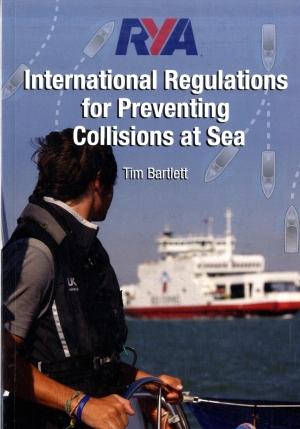 RYA
International Regulations
for Preventing
Collisions at Sea
Tim Bartlett